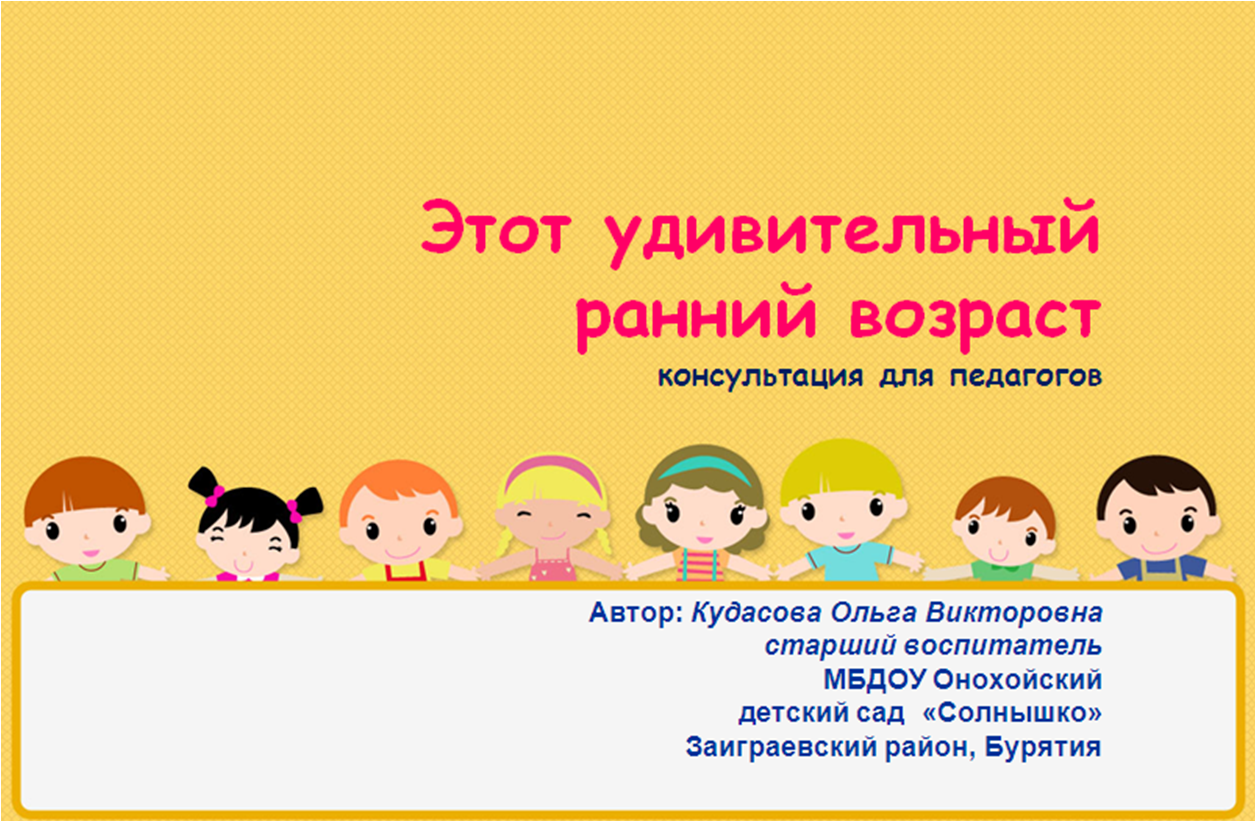 Этот удивительный
ранний возраст
консультация для педагогов
Автор: Кудасова Ольга Викторовна
старший воспитатель
МБДОУ Онохойский
детский сад «Солнышко»
Заиграевский район, Бурятия